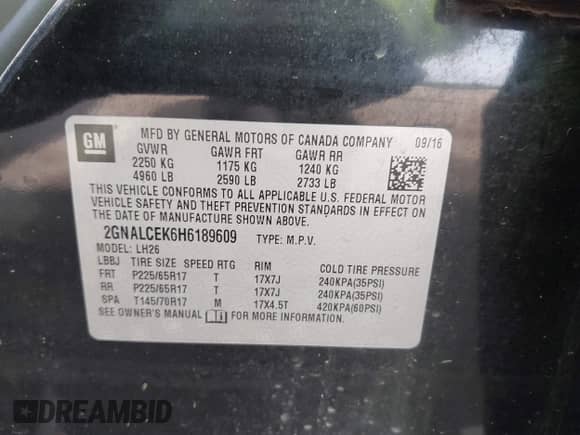 GM
MFD BY GENERAL MOTORS OF CANADA COMPANY 09/16
GVWR GAWR FRT GAWR RR
2250 KG 1175 KG 1240 KG
4960 LB 2590 LB 2733 LB
THIS VEHICLE CONFORMS TO ALL APPLICABLE U.S. FEDERAL MOTOR
VEHICLE SAFETY AND THEFT PREVENTION STANDARDS IN EFFECT
ON THE DATE OF MANUFACTURE SHOWN ABOVE.
2GNALCEK6H6189609 TYPE: M.P.V.
MODEL: LH26
LBBJ TIRE SIZE SPEED RTG RIM COLD TIRE PRESSURE
FRT P225/65R17 T 17X7J 240KPA(35PSI)
RR P225/65R17 T 17X7J 240KPA(35PSI)
SPA T145/70R17 M 17X4.5T 420KPA(60PSI)
SEE OWNER'S MANUAL FOR MORE INFORMATION.
DREAMBID